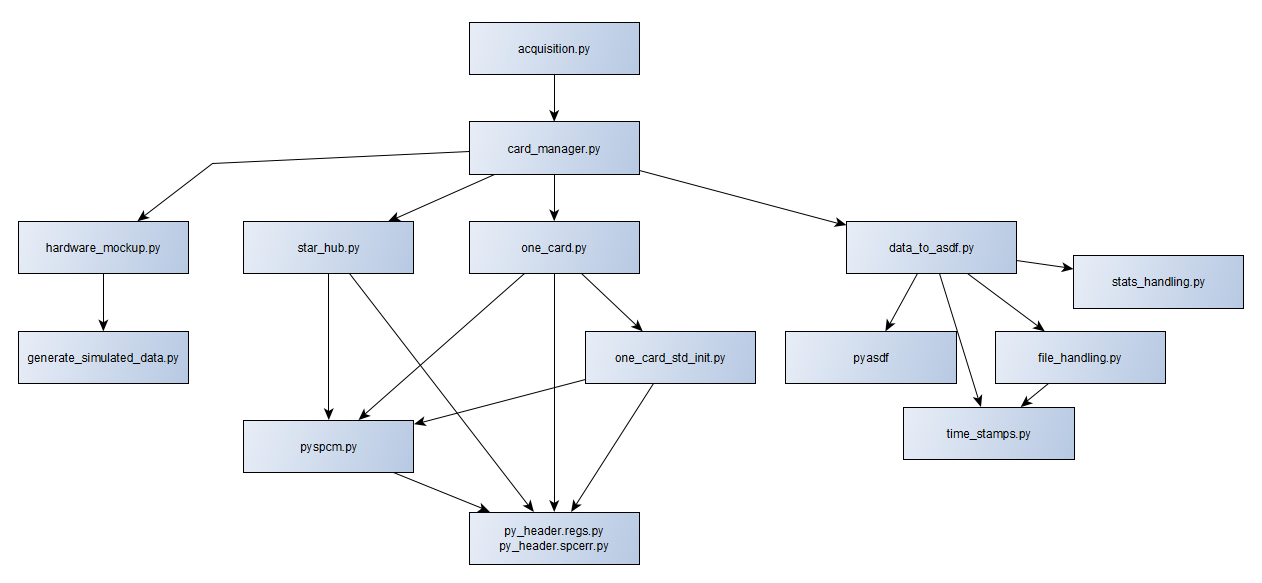 acquisition.py
card_manager.py
hardware_mockup.py
star_hub.py
one_card.py
data_to_asdf.py
stats_handling.py
generate_simulated_data.py
one_card_std_init.py
pyasdf
file_handling.py
time_stamps.py
pyspcm.py
py_header.regs.py
py_header.spcerr.py